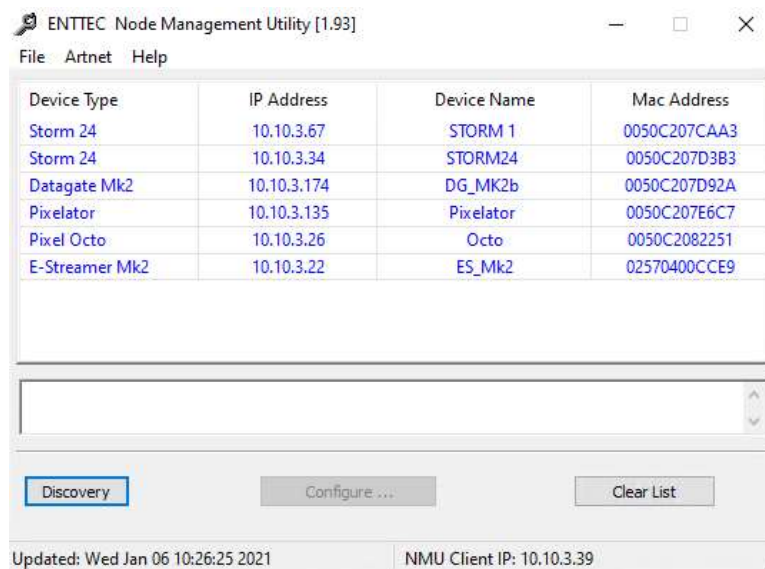 ENTTEC Node Management Utility [1.93]
File Artnet Help
Device Type IP Address Device Name Mac Address
Storm 24 10.10.3.67 STORM 1 0050C207CAA3
Storm 24 10.10.3.34 STORM24 0050C207D3B3
Datagate Mk2 10.10.3.174 DG_MK2b 0050C207D92A
Pixelator 10.10.3.135 Pixelator 0050C207E6C7
Pixel Octo 10.10.3.26 Octo 0050C2082251
E-Streamer Mk2 10.10.3.22 ES_Mk2 02570400CCE9
Discovery Configure ... Clear List
Updated: Wed Jan 06 10:26:25 2021 NMU Client IP: 10.10.3.39